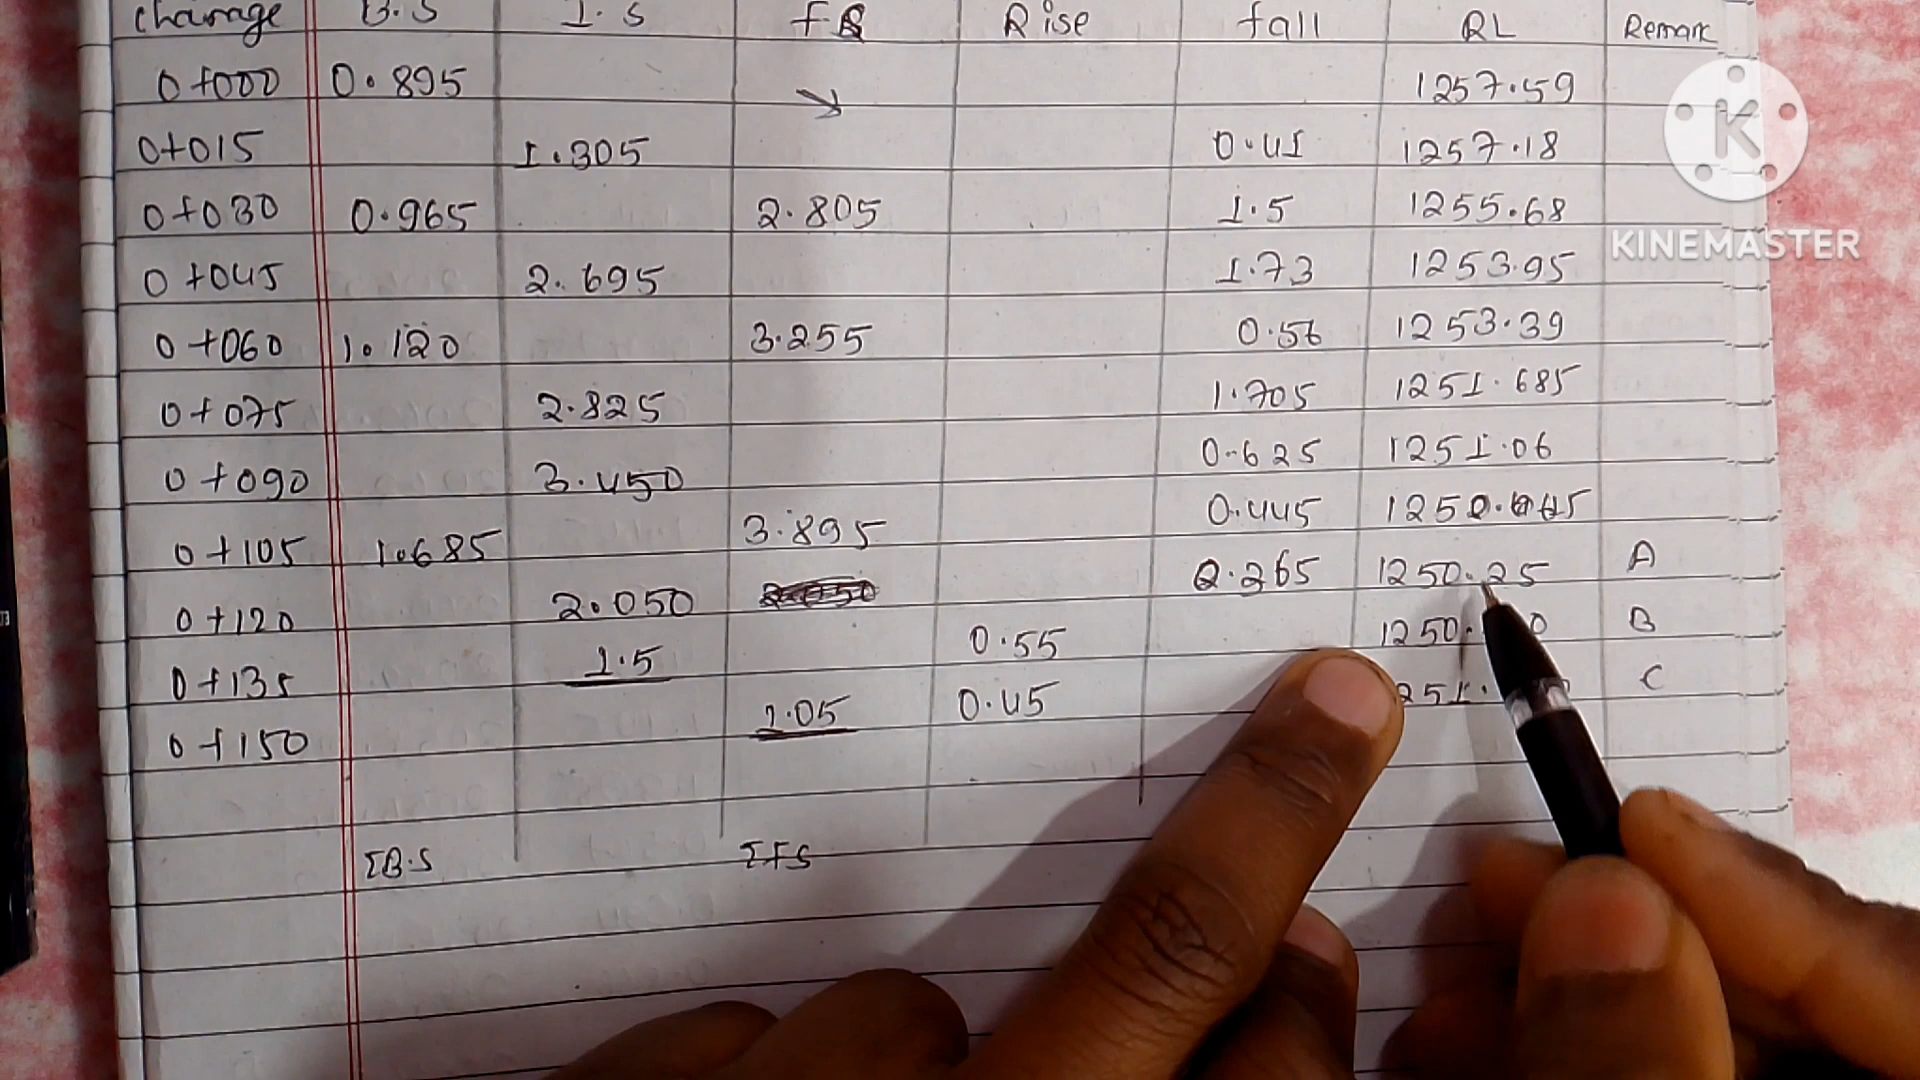 chainage B.S I.S FS Rise fall RL Remark
0+000 0.895 1257.59
0+015 1.305 0.41 1257.18
0+030 0.965 2.805 1.5 1255.68
0+045 2.695 1.73 1253.95
0+060 1.120 3.255 0.56 1253.39
0+075 2.825 1.705 1251.685
0+090 3.450 0.625 1251.06
0+105 1.685 3.895 0.445
0+120 2.050 2.365 1250.25 A
0+135 1.5 0.55 B
0+150 1.05 0.45 C
ΣB.S ΣFS
K
KINEMASTER